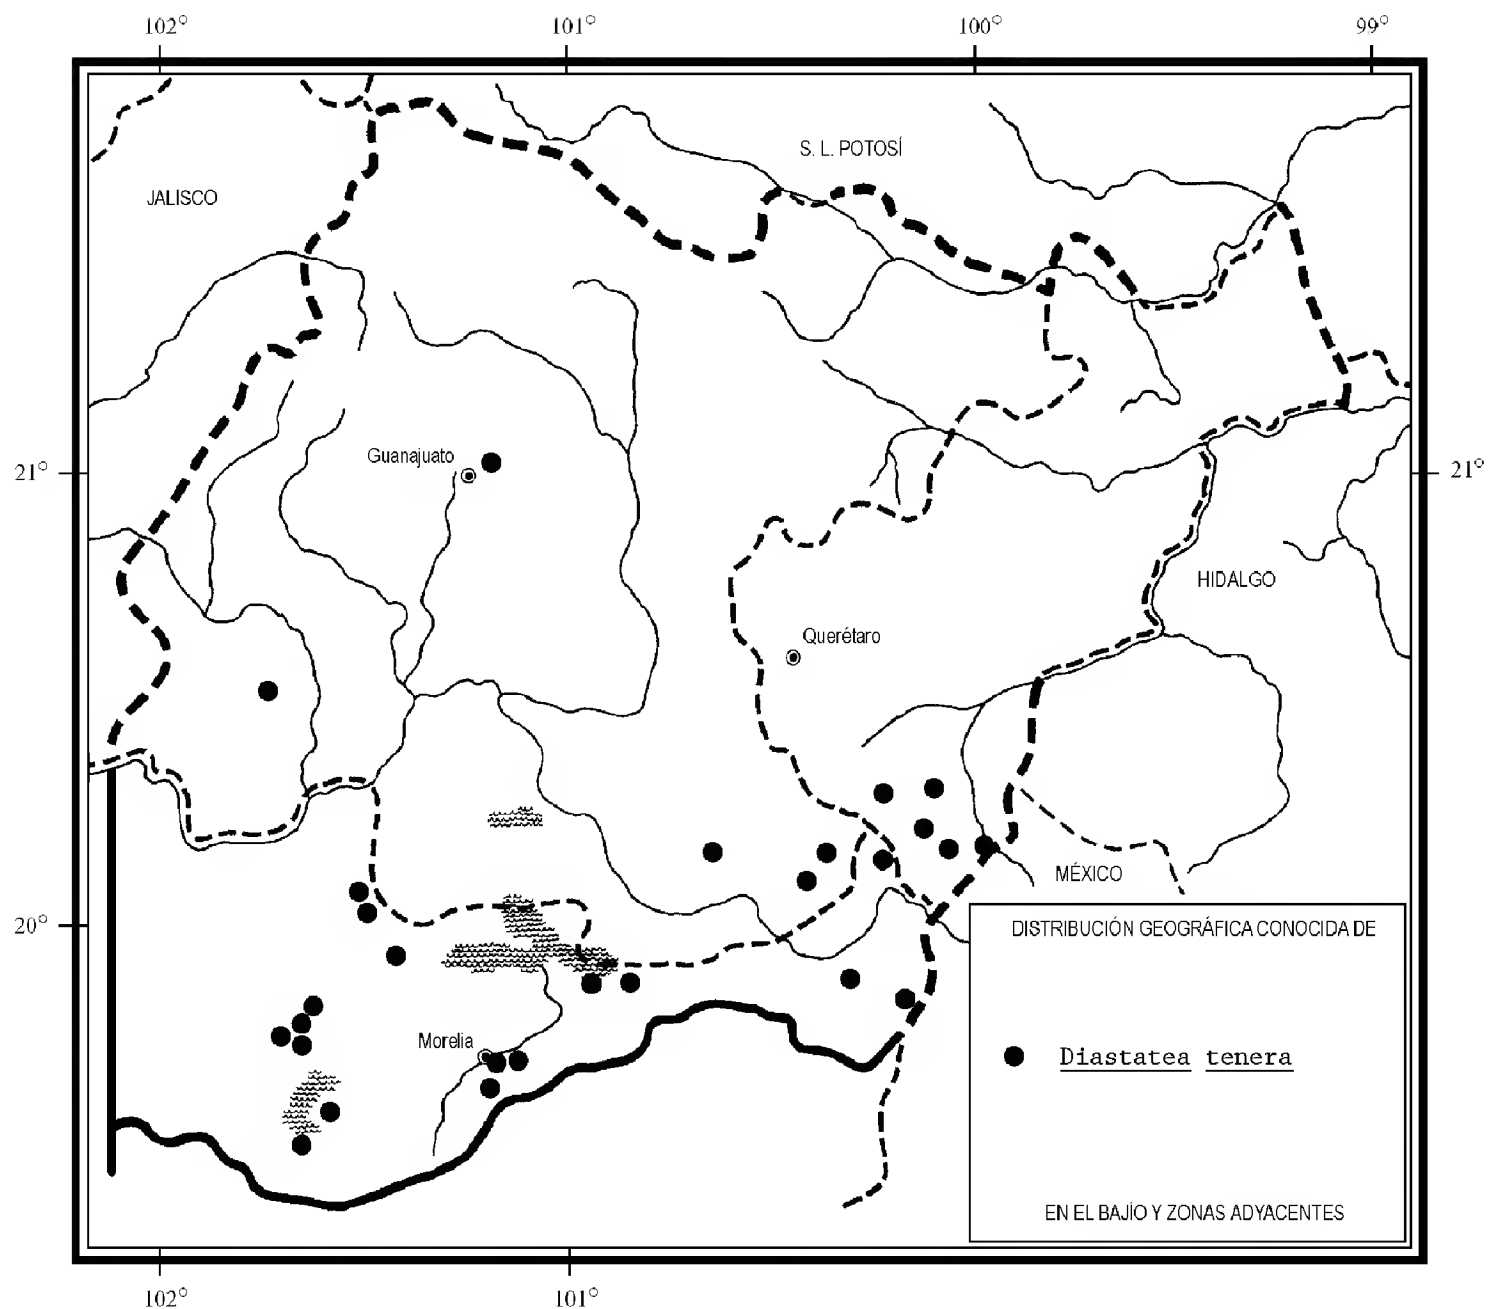 102° 101° 100° 99°
S. L. POTOSÍ
JALISCO
Guanajuato
21° 21°
HIDALGO
Querétaro
MÉXICO
20°
DISTRIBUCIÓN GEOGRÁFICA CONOCIDA DE
Morelia
Diastatea tenera
EN EL BAJÍO Y ZONAS ADYACENTES
102° 101°